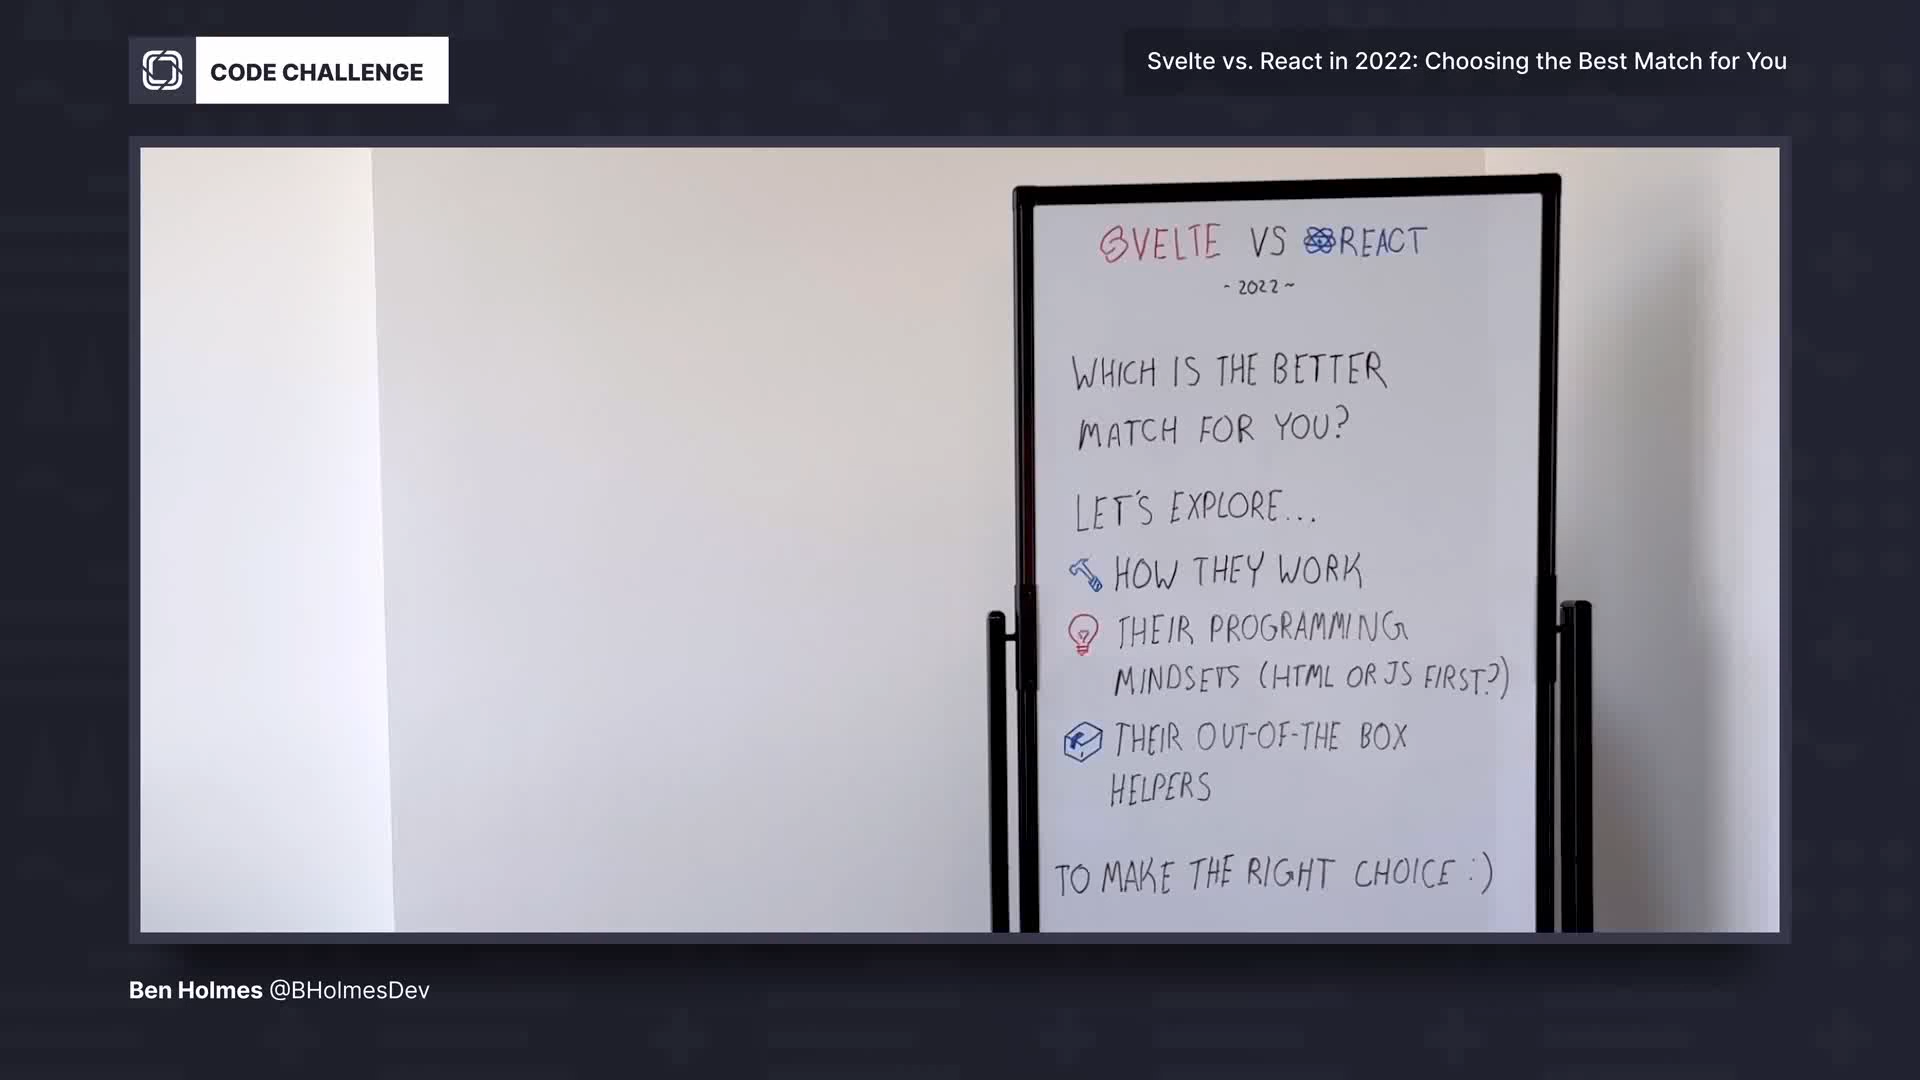 CODE CHALLENGE
Svelte vs. React in 2022: Choosing the Best Match for You
SVELTE VS REACT
- 2022 ~
WHICH IS THE BETTER
MATCH FOR YOU?
LET'S EXPLORE...
HOW THEY WORK
THEIR PROGRAMMING
MINDSETS (HTML OR JS FIRST?)
THEIR OUT-OF-THE BOX
HELPERS
TO MAKE THE RIGHT CHOICE :)
Ben Holmes @BHolmesDev